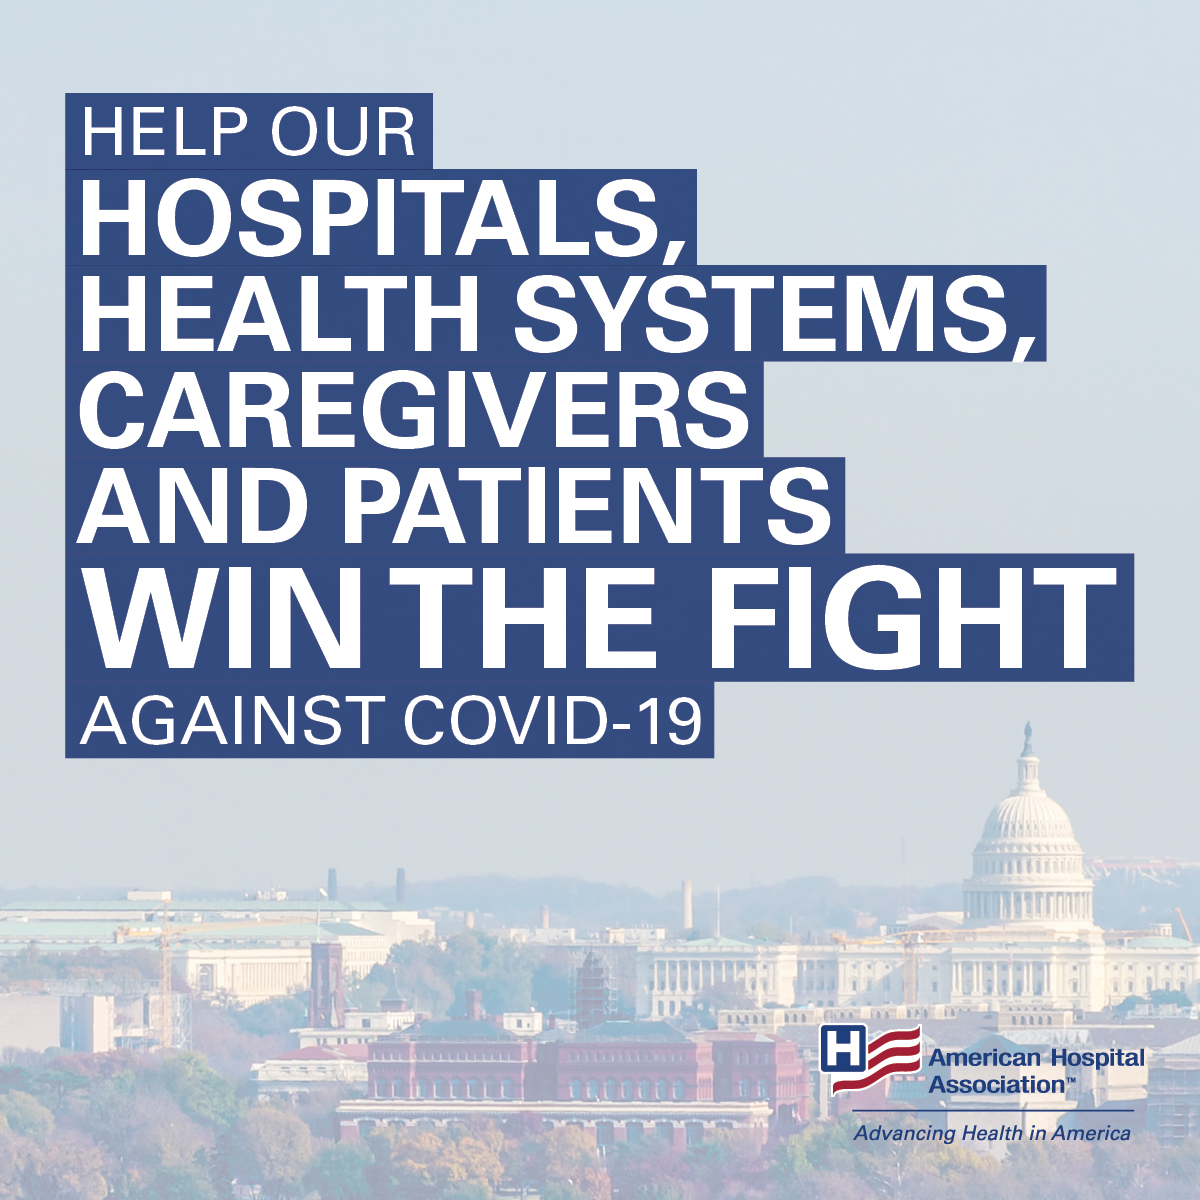 HELP OUR
HOSPITALS,
HEALTH SYSTEMS,
CAREGIVERS
AND PATIENTS
WIN THE FIGHT
AGAINST COVID-19
H
American Hospital
Association™
Advancing Health in America